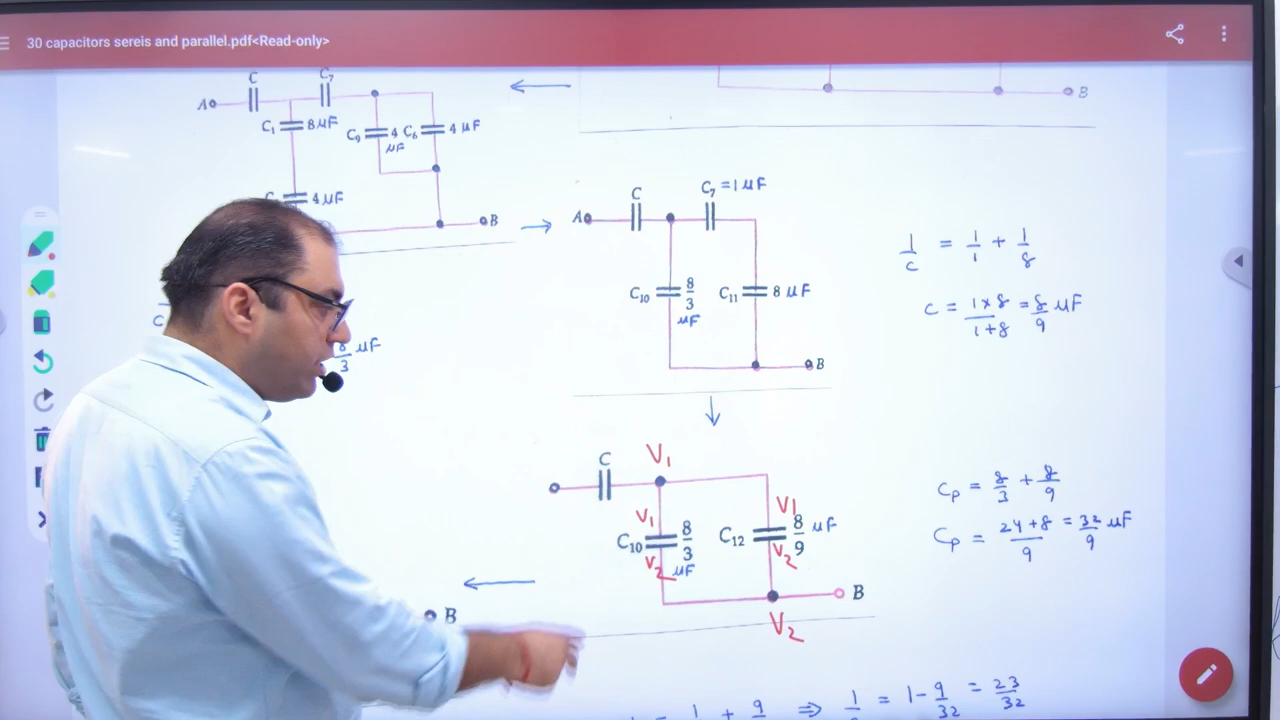 30 capacitors sereis and parallel.pdf<Read-only>
C
C₇
A
C₁ 8 μF
C₉ 4 μF
C₆ 4 μF
4 μF
B
B
C
C₇ = 1 μF
A
C₁₀ 8/3 μF
C₁₁ 8 μF
B
1/C = 1/1 + 1/8
C = 1×8/1+8 = 8/9 μF
C
8/3 μF
C
V₁
V₁
V₁
C₁₀ 8/3 μF
C₁₂ 8/9 μF
V₂
V₂
B
V₂
Cp = 8/3 + 8/9
Cp = 24+8/9 = 32/9 μF
B
= 1 + 9 ⇒ 1 = 1 - 9/32 = 23/32